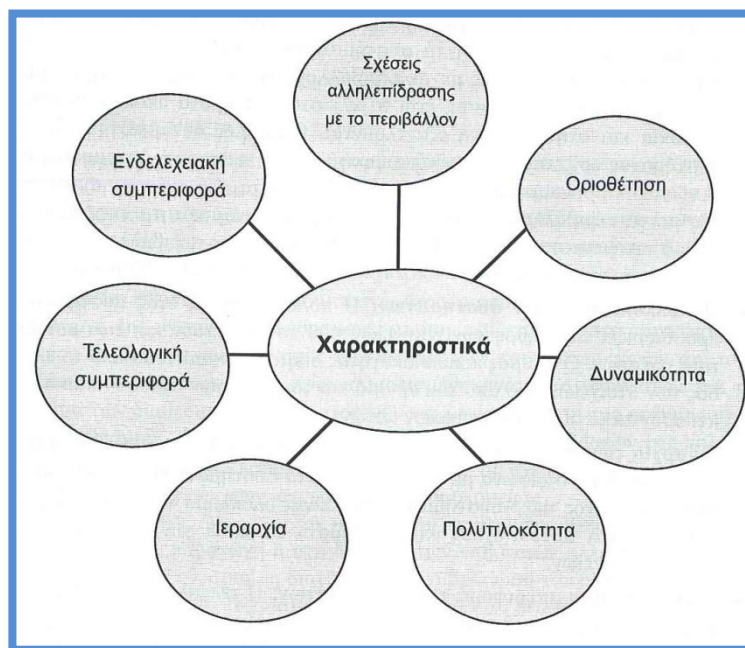 Σχέσεις
αλληλεπίδρασης
με το περιβάλλον
Ενδελεχειακή
συμπεριφορά
Οριοθέτηση
Χαρακτηριστικά
Τελεολογική
συμπεριφορά
Δυναμικότητα
Ιεραρχία
Πολυπλοκότητα